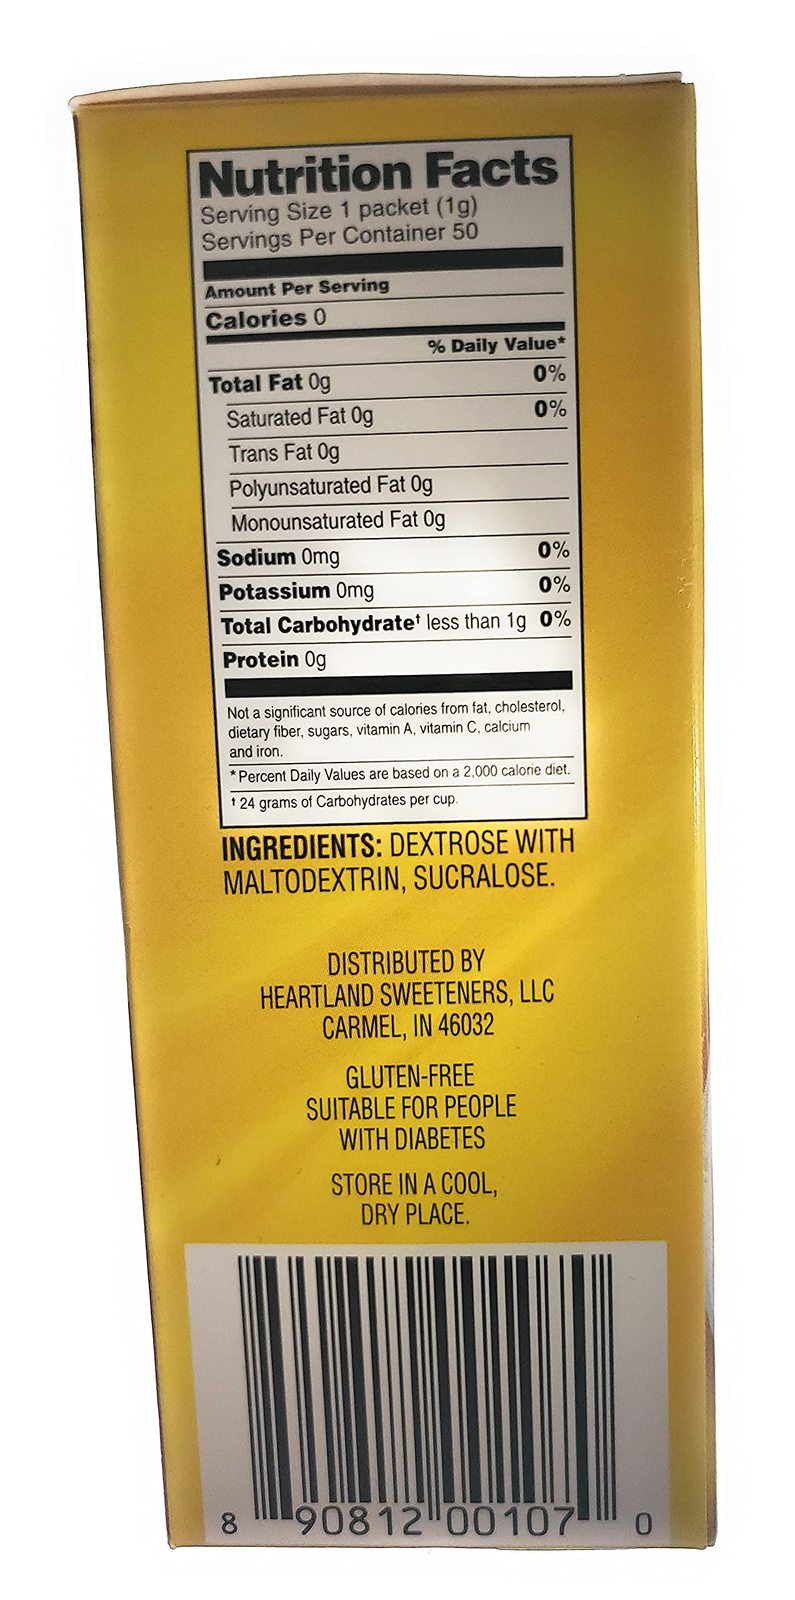 Nutrition Facts
Serving Size 1 packet (1g)
Servings Per Container 50
Amount Per Serving
Calories 0
% Daily Value*
Total Fat 0g 0%
Saturated Fat 0g 0%
Trans Fat 0g
Polyunsaturated Fat 0g
Monounsaturated Fat 0g
Sodium 0mg 0%
Potassium 0mg 0%
Total Carbohydrate† less than 1g 0%
Protein 0g
Not a significant source of calories from fat, cholesterol,
dietary fiber, sugars, vitamin A, vitamin C, calcium
and iron.
* Percent Daily Values are based on a 2,000 calorie diet.
† 24 grams of Carbohydrates per cup.
INGREDIENTS: DEXTROSE WITH
MALTODEXTRIN, SUCRALOSE.
DISTRIBUTED BY
HEARTLAND SWEETENERS, LLC
CARMEL, IN 46032
GLUTEN-FREE
SUITABLE FOR PEOPLE
WITH DIABETES
STORE IN A COOL,
DRY PLACE.
8 90812 00107 0